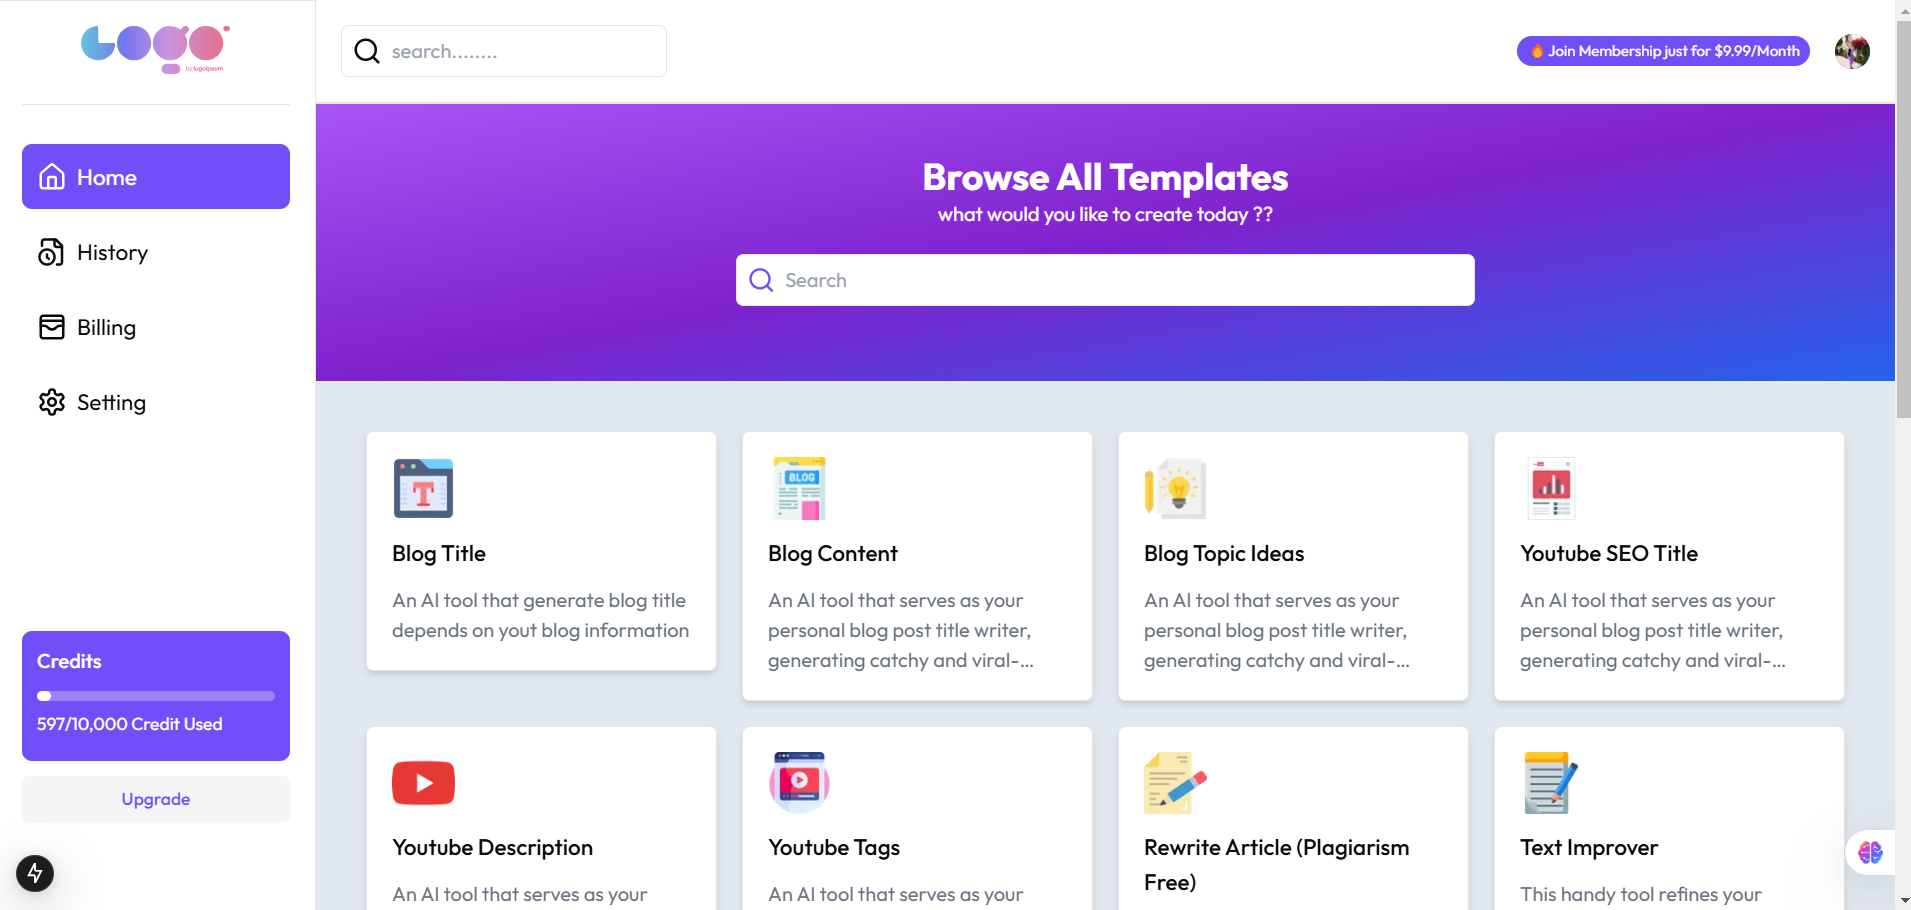 LOGO
by logoipsum
search........
🔥 Join Membership just for $9.99/Month
Home
History
Billing
Setting
Credits
597/10,000 Credit Used
Upgrade
Browse All Templates
what would you like to create today ??
Search
Blog Title
An AI tool that generate blog title
depends on yout blog information
BLOG
Blog Content
An AI tool that serves as your
personal blog post title writer,
generating catchy and viral-...
Blog Topic Ideas
An AI tool that serves as your
personal blog post title writer,
generating catchy and viral-...
Youtube SEO Title
An AI tool that serves as your
personal blog post title writer,
generating catchy and viral-...
Youtube Description
An AI tool that serves as your
Youtube Tags
An AI tool that serves as your
Rewrite Article (Plagiarism
Free)
Text Improver
This handy tool refines your